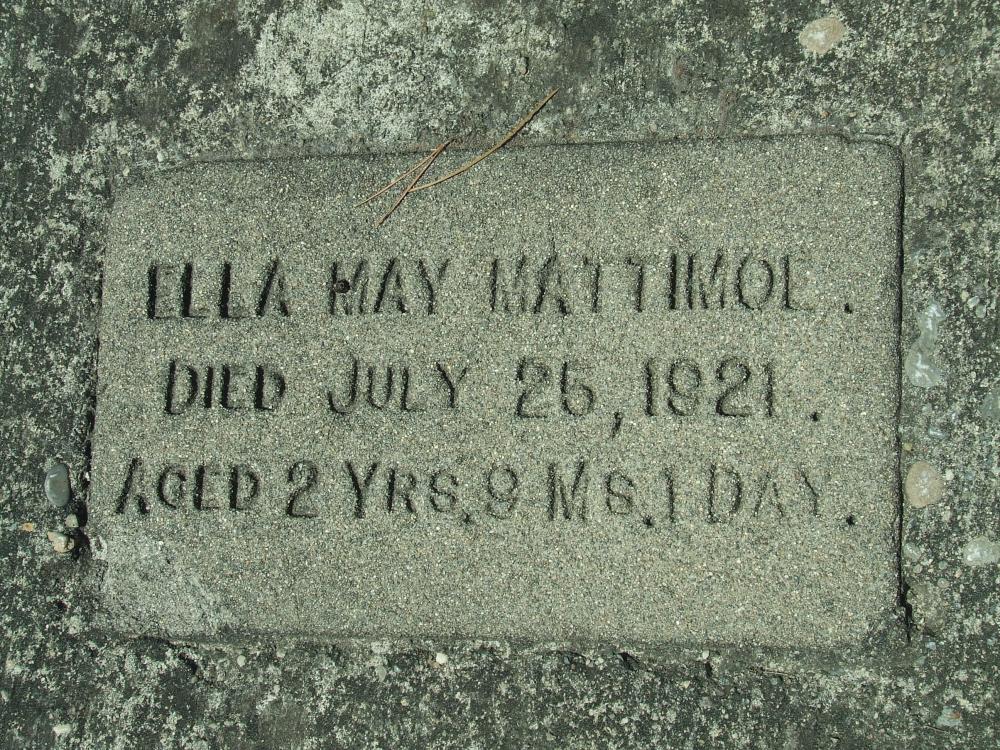 ELLA MAY MATTIMOE.
DIED JULY 25, 1921.
AGED 2 YRS. 9 MS. 1 DAY.